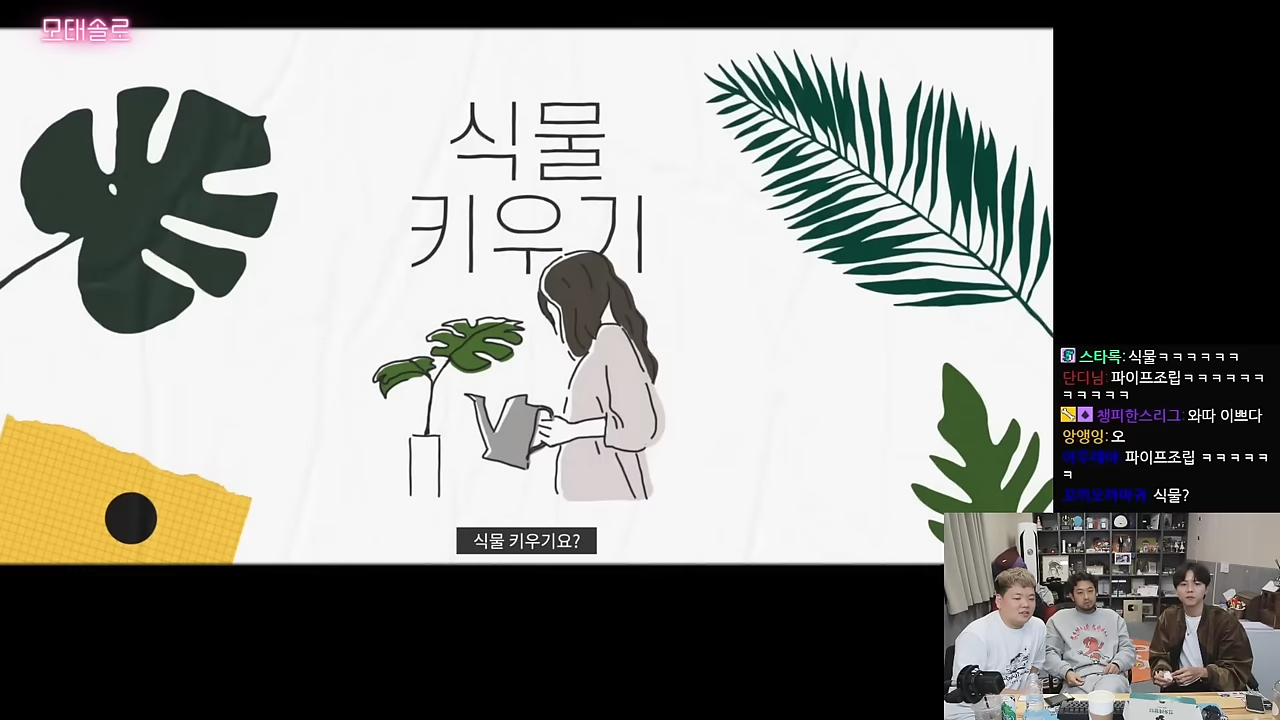 모태솔로
식물
키우기
식물 키우기요?
스타록: 식물ㅋㅋㅋㅋㅋㅋ
단디님: 파이프조립ㅋㅋㅋㅋㅋㅋ
ㅋㅋㅋㅋㅋ
챙피한스리그: 와따 이쁘다
앙앵잉: 오
파이프조립 ㅋㅋㅋㅋㅋ
ㅋ
식물?